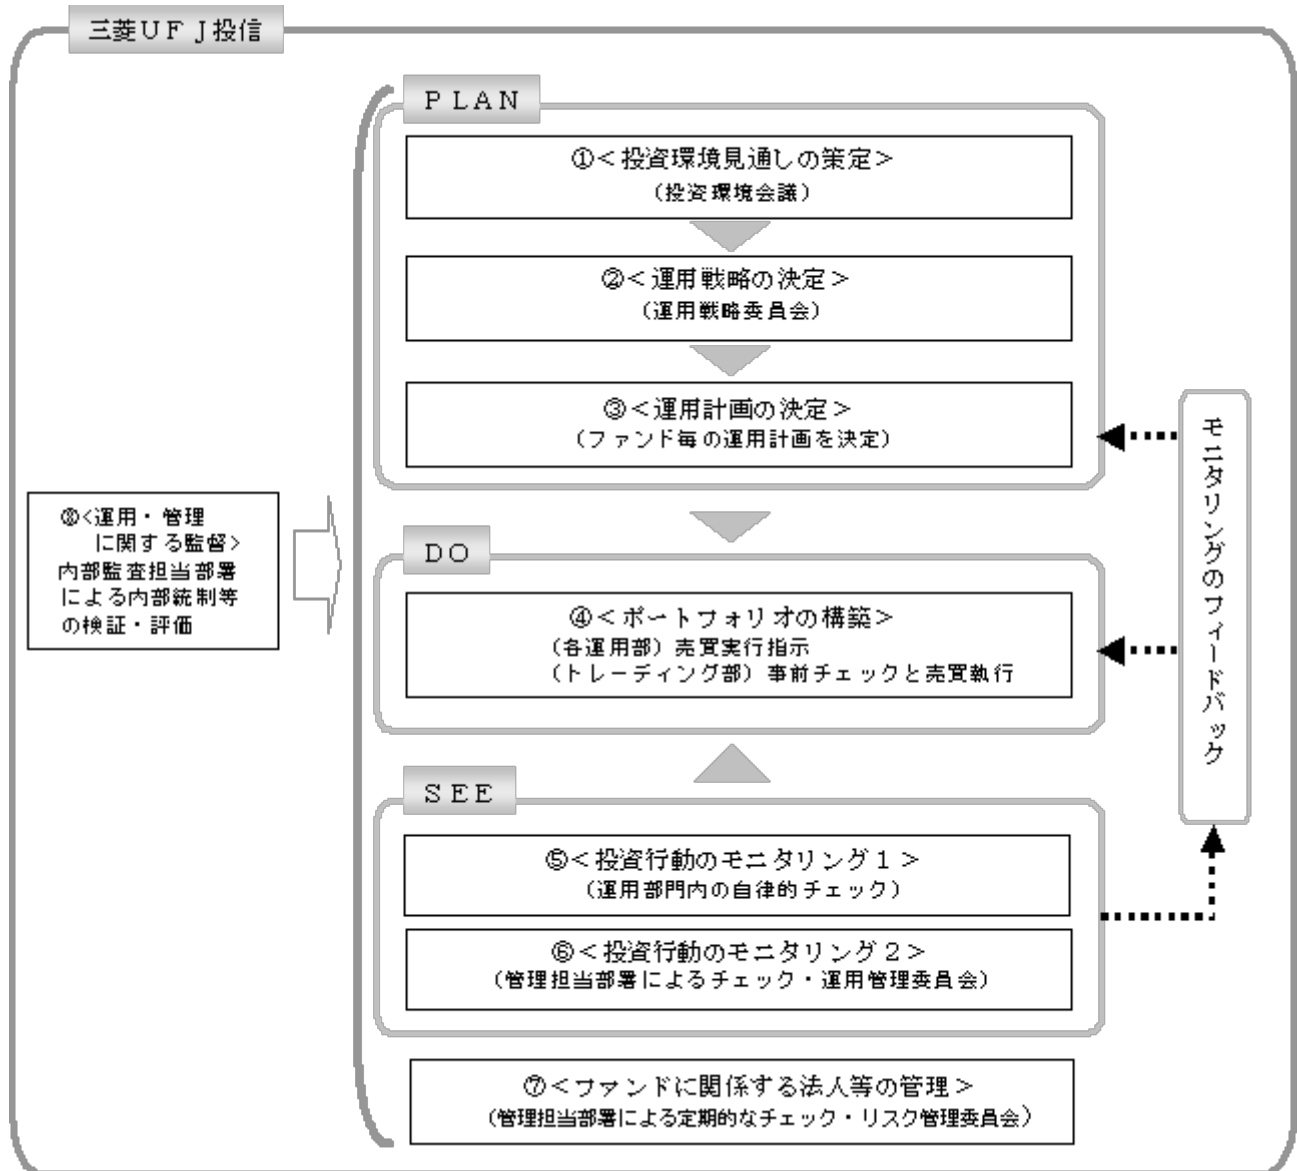 三菱ＵＦＪ投信
ＰＬＡＮ
①＜投資環境見通しの策定＞
（投資環境会議）
②＜運用戦略の決定＞
（運用戦略委員会）
③＜運用計画の決定＞
（ファンド毎の運用計画を決定）
モニタリングのフィードバック
⑧＜運用・管理
に関する監督＞
内部監査担当部署
による内部統制等
の検証・評価
ＤＯ
④＜ポートフォリオの構築＞
（各運用部）売買実行指示
（トレーディング部）事前チェックと売買執行
ＳＥＥ
⑤＜投資行動のモニタリング１＞
（運用部門内の自律的チェック）
⑥＜投資行動のモニタリング２＞
（管理担当部署によるチェック・運用管理委員会）
⑦＜ファンドに関係する法人等の管理＞
（管理担当部署による定期的なチェック・リスク管理委員会）